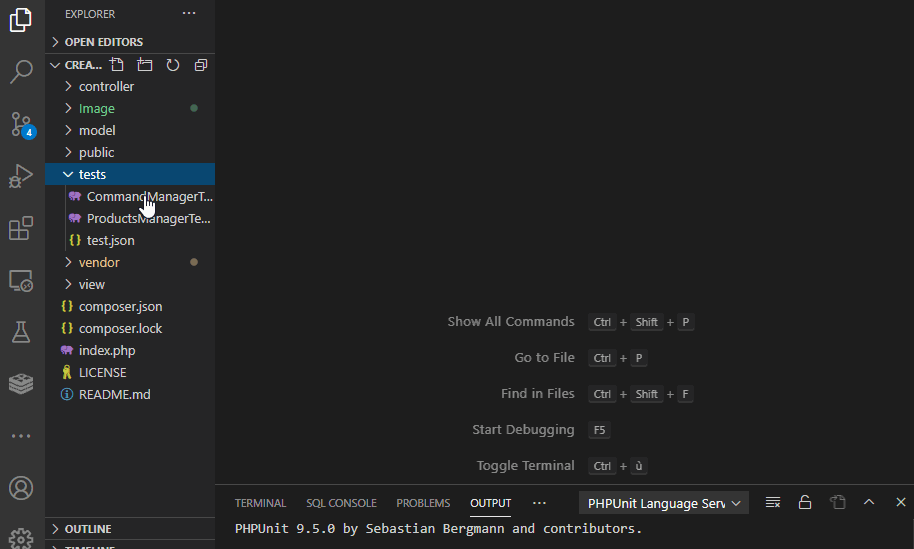 EXPLORER ···
OPEN EDITORS
CREA...
controller
Image
model
public
tests
CommandManagerT...
ProductsManagerTe...
test.json
vendor
view
composer.json
composer.lock
index.php
LICENSE
README.md
4
OUTLINE
TIMELINE
Show All Commands Ctrl + Shift + P
Go to File Ctrl + P
Find in Files Ctrl + Shift + F
Start Debugging F5
Toggle Terminal Ctrl + ù
TERMINAL SQL CONSOLE PROBLEMS OUTPUT ··· PHPUnit Language Serv
PHPUnit 9.5.0 by Sebastian Bergmann and contributors.